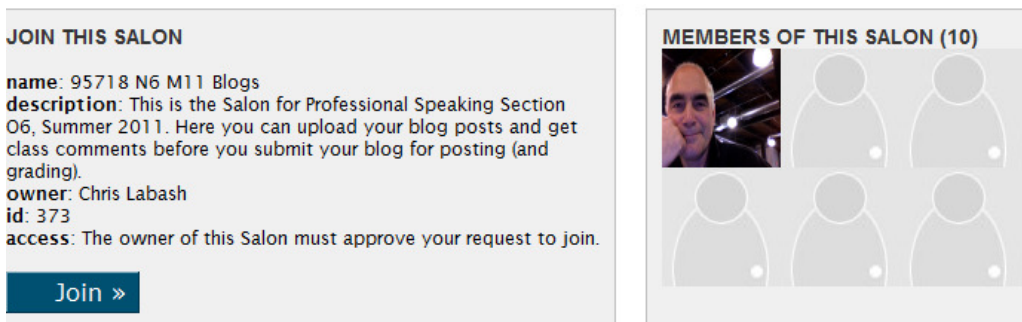 JOIN THIS SALON
name: 95718 N6 M11 Blogs
description: This is the Salon for Professional Speaking Section
O6, Summer 2011. Here you can upload your blog posts and get
class comments before you submit your blog for posting (and
grading).
owner: Chris Labash
id: 373
access: The owner of this Salon must approve your request to join.
Join »
MEMBERS OF THIS SALON (10)